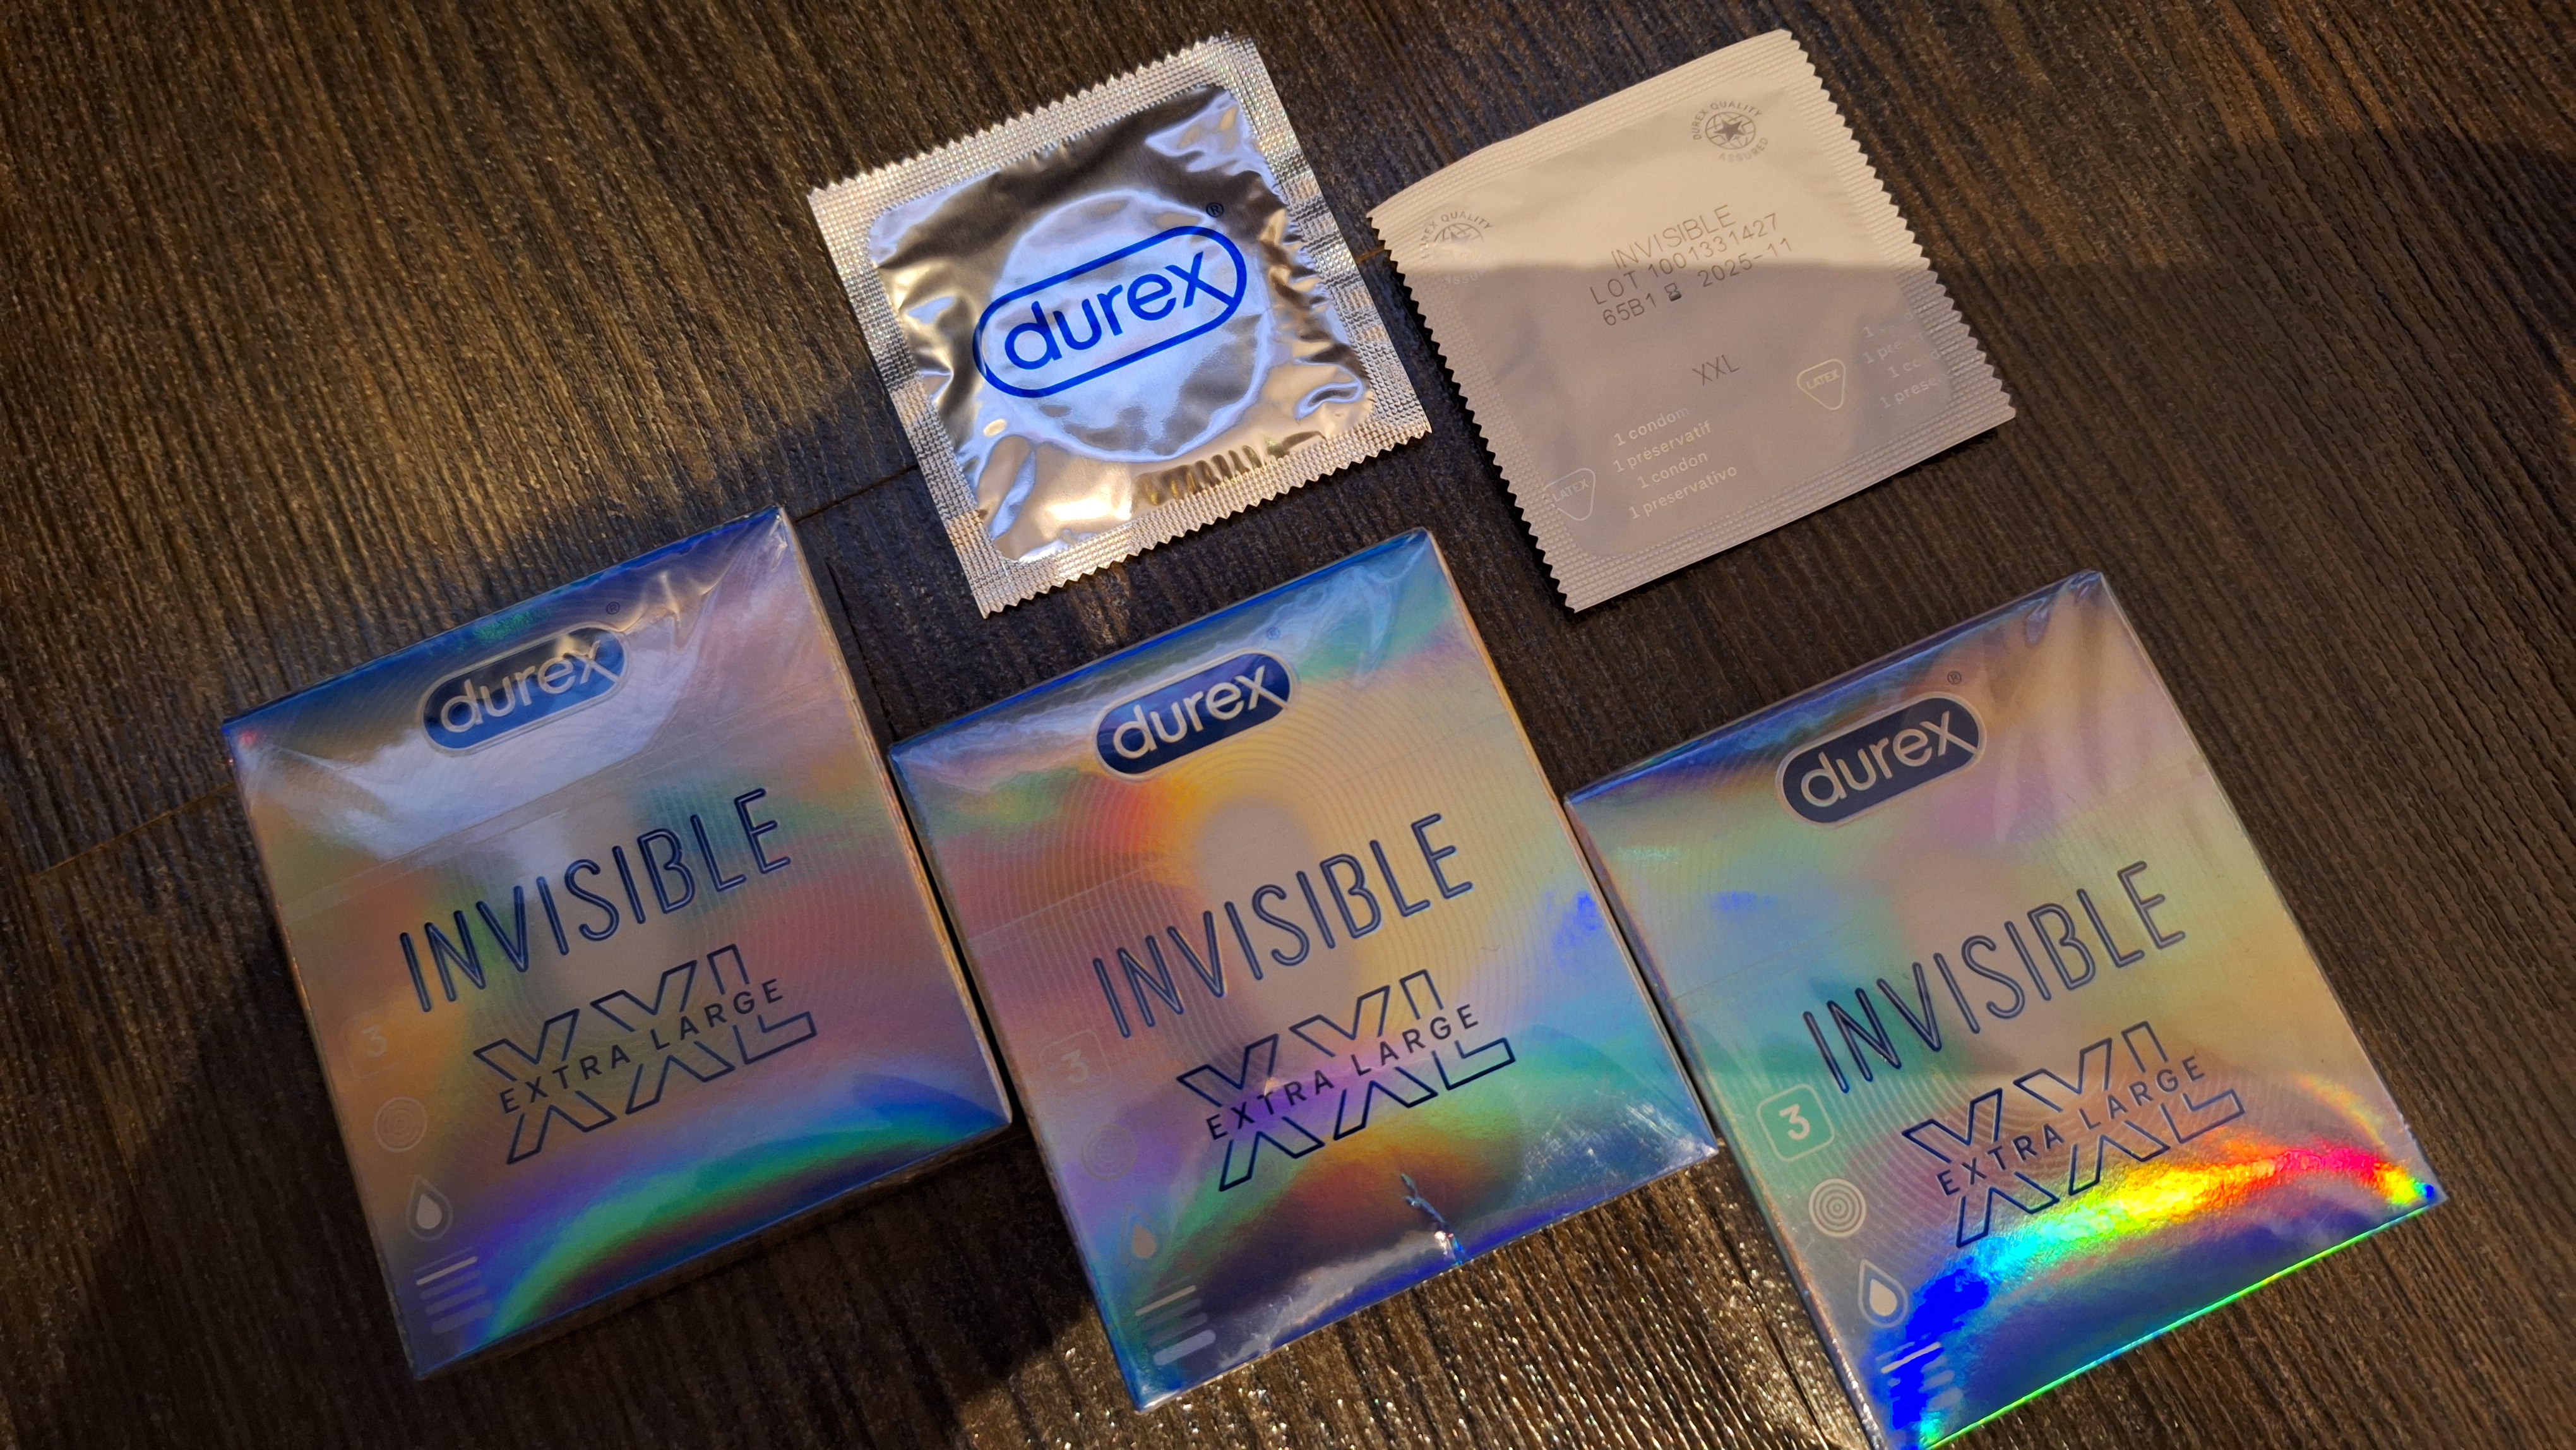 durex®
DUREX QUALITY
ASSURED
INVISIBLE
LOT 1001331427
65B1 2025-11
XXL
LATEX
1 condom
1 préservatif
1 condon
1 preservativo
LATEX
durex®
INVISIBLE
XXL
EXTRA LARGE
3
durex®
INVISIBLE
XXL
EXTRA LARGE
3
durex®
INVISIBLE
XXL
EXTRA LARGE
3